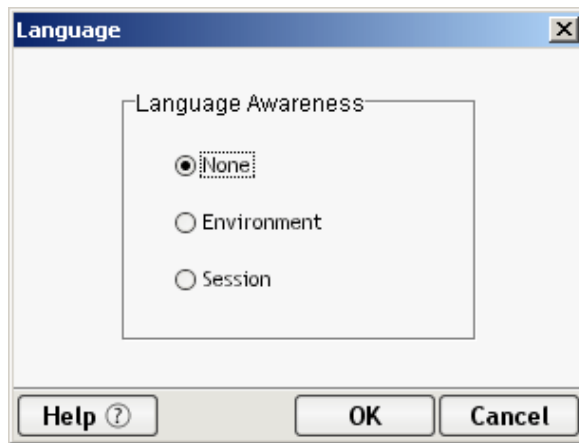 Language
Language Awareness
None
Environment
Session
Help ?
OK
Cancel